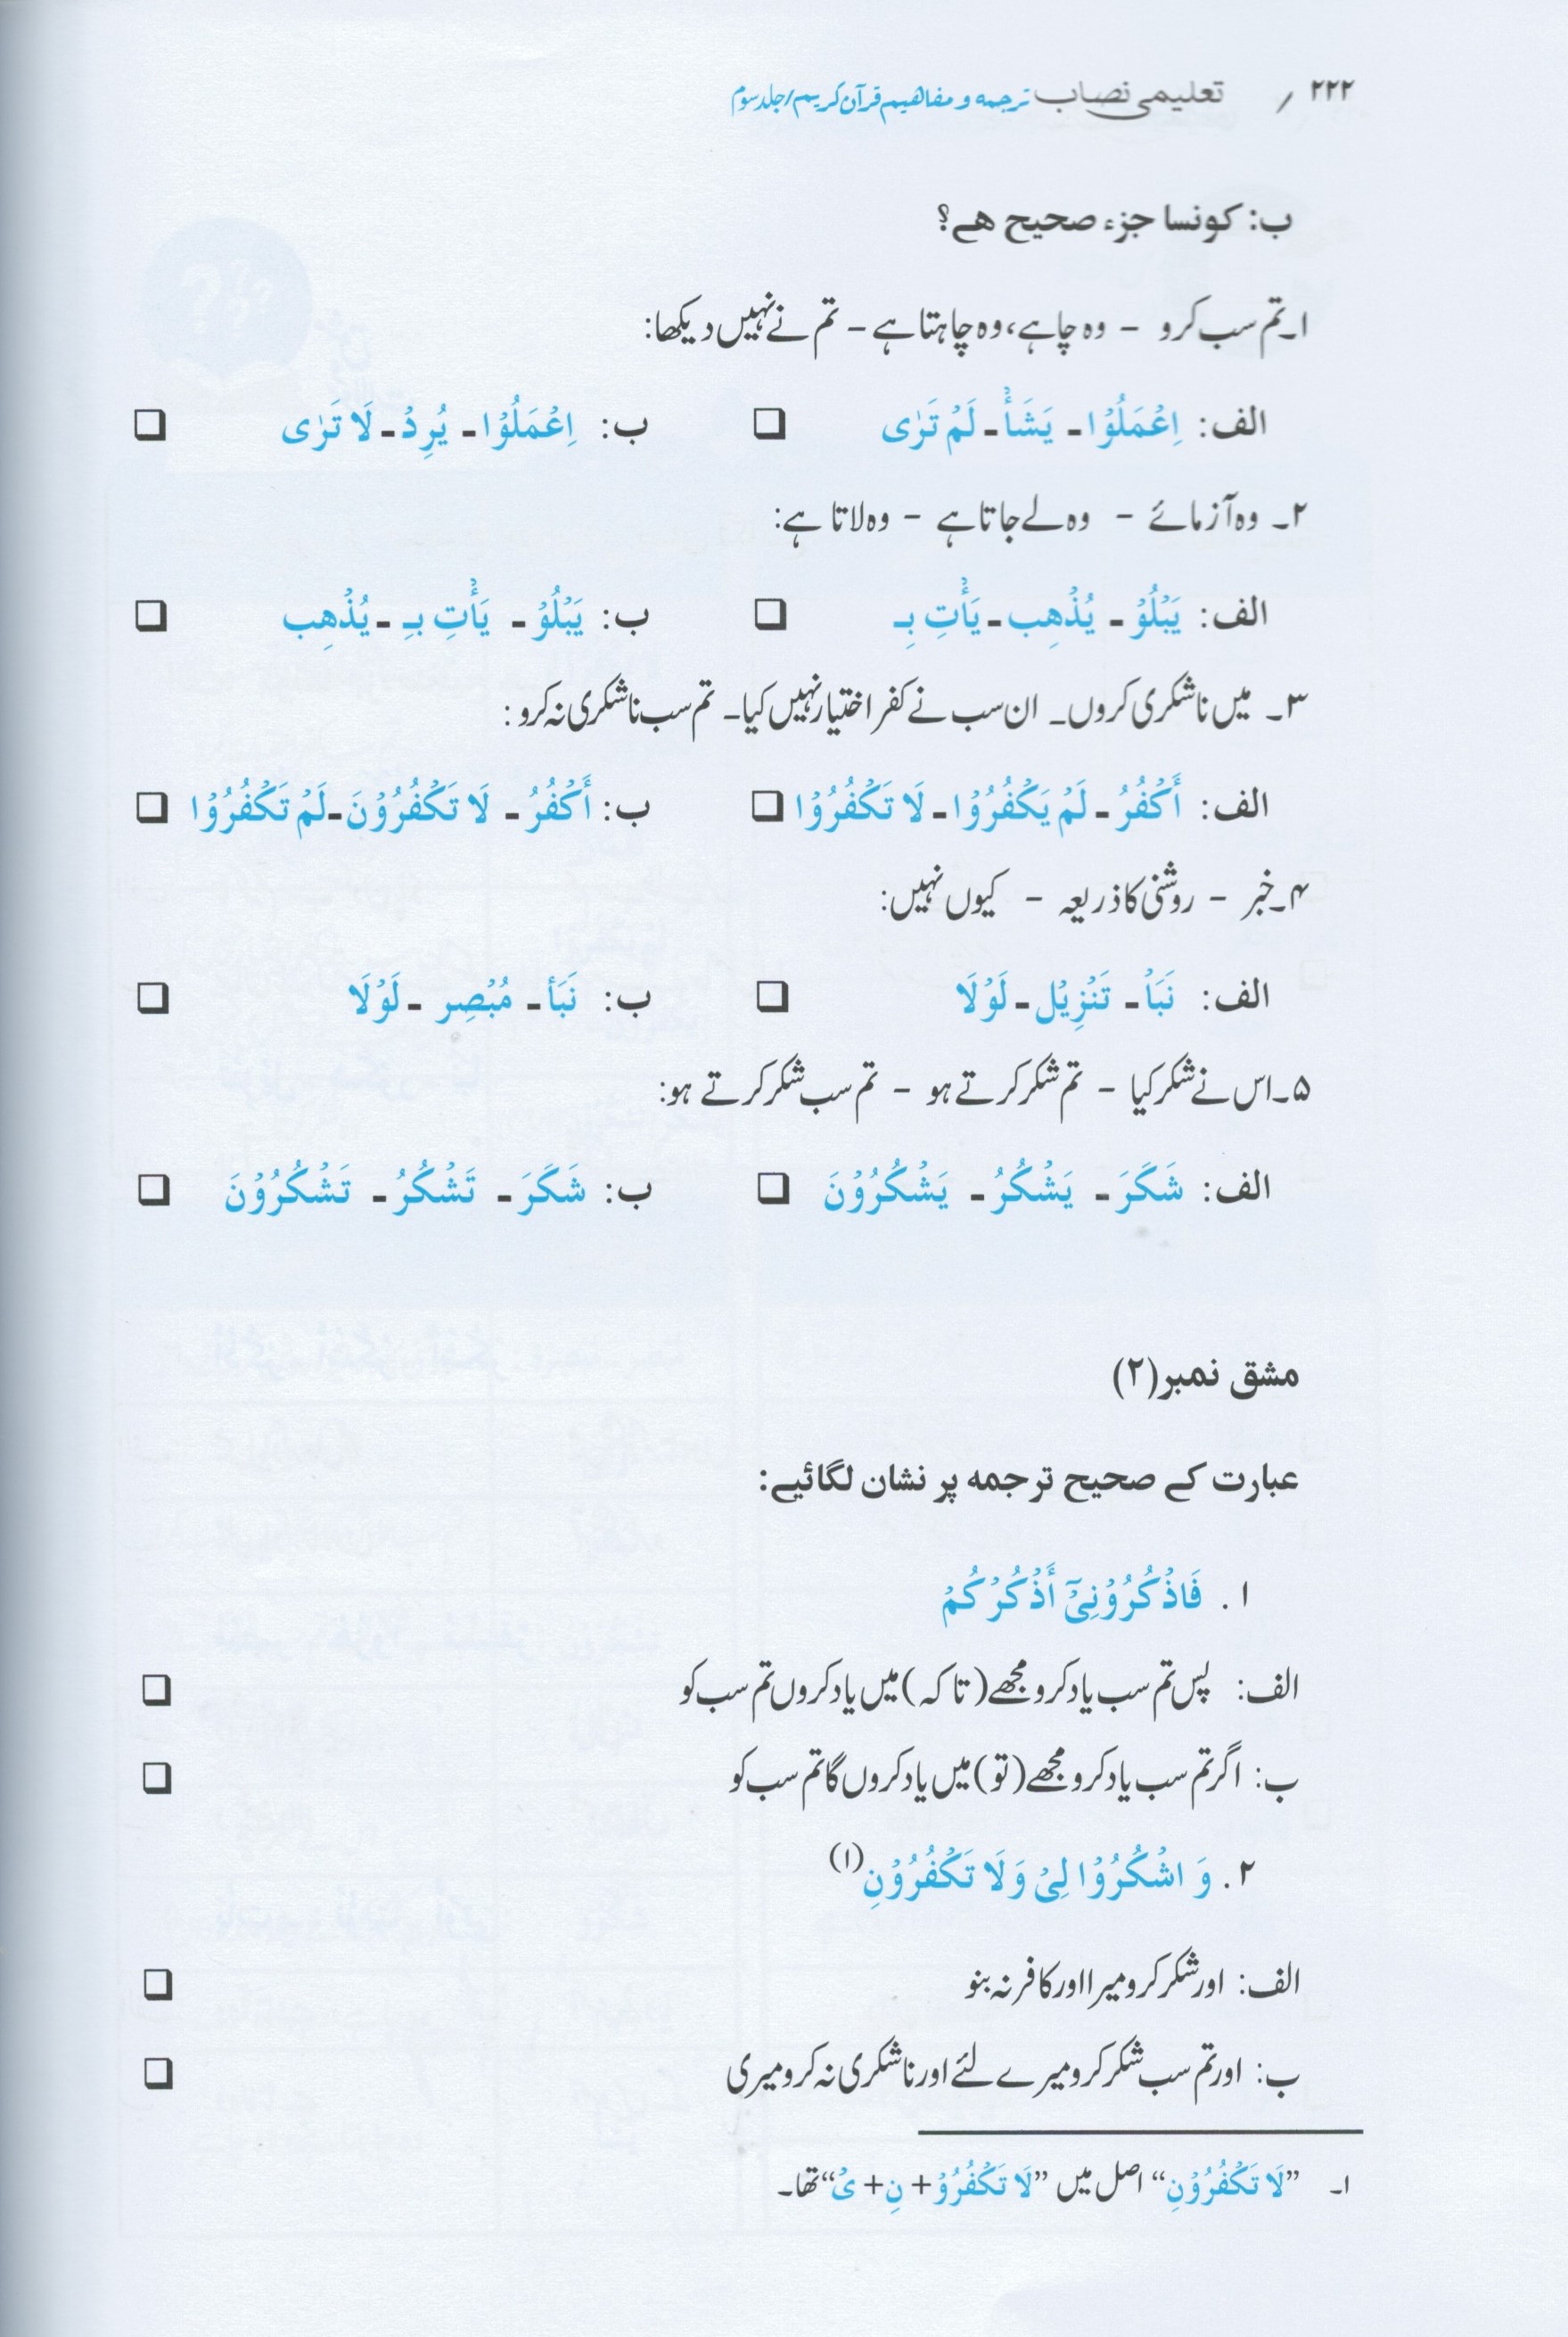 ۲۲۲ / تعلیمی نصاب ترجمه و مفاهیم قرآن کریم/جلد سوم
ب: کونسا جزء صحیح هے؟
۱۔تم سب کرو – وہ چاہے،وہ چاہتا ہے – تم نے نہیں دیکھا:
الف: اِعْمَلُوْا - یَشَأْ - لَمْ تَرٰی ❑ ب: اِعْمَلُوْا - یُرِدْ - لَا تَرٰی ❑
۲۔ وہ آزمائے – وہ لے جاتا ہے – وہ لاتا ہے:
الف: یَبْلُوْ - یُذْهِب - یَأْتِ بِـ ❑ ب: یَبْلُوْ - یَأْتِ بِـ - یُذْهِب ❑
۳۔ میں ناشکری کروں۔ ان سب نے کفر اختیار نہیں کیا۔ تم سب ناشکری نہ کرو:
الف: أَکْفُرُ - لَمْ یَکْفُرُوْا - لَا تَکْفُرُوْا ❑ ب: أَکْفُرُ - لَا تَکْفُرُوْنَ - لَمْ تَکْفُرُوْا ❑
۴۔خبر – روشنی کا ذریعہ – کیوں نہیں:
الف: نَبَأ - تَنْزِیْل - لَوْلَا ❑ ب: نَبَأ - مُبْصِر - لَوْلَا ❑
۵۔اس نے شکر کیا – تم شکر کرتے ہو – تم سب شکر کرتے ہو:
الف: شَکَرَ - یَشْکُرُ - یَشْکُرُوْنَ ❑ ب: شَکَرَ - تَشْکُرُ - تَشْکُرُوْنَ ❑
مشق نمبر(۲)
عبارت کے صحیح ترجمه پر نشان لگائیے:
۱. فَاذْکُرُوْنِیْٓ أَذْکُرْکُمْ
الف: پس تم سب یاد کرو مجھے(تاکہ)میں یاد کروں تم سب کو ❑
ب: اگر تم سب یاد کرو مجھے(تو)میں یاد کروں گا تم سب کو ❑
۲. وَ اشْکُرُوْا لِیْ وَلَا تَکْفُرُوْنِ(۱)
الف: اور شکر کرو میرا اور کافر نہ بنو ❑
ب: اور تم سب شکر کرو میرے لئے اور ناشکری نہ کرو میری ❑
۱۔ ”لَا تَکْفُرُوْنِ“ اصل میں ”لَا تَکْفُرُوْ+ نِ+ یْ“تھا۔